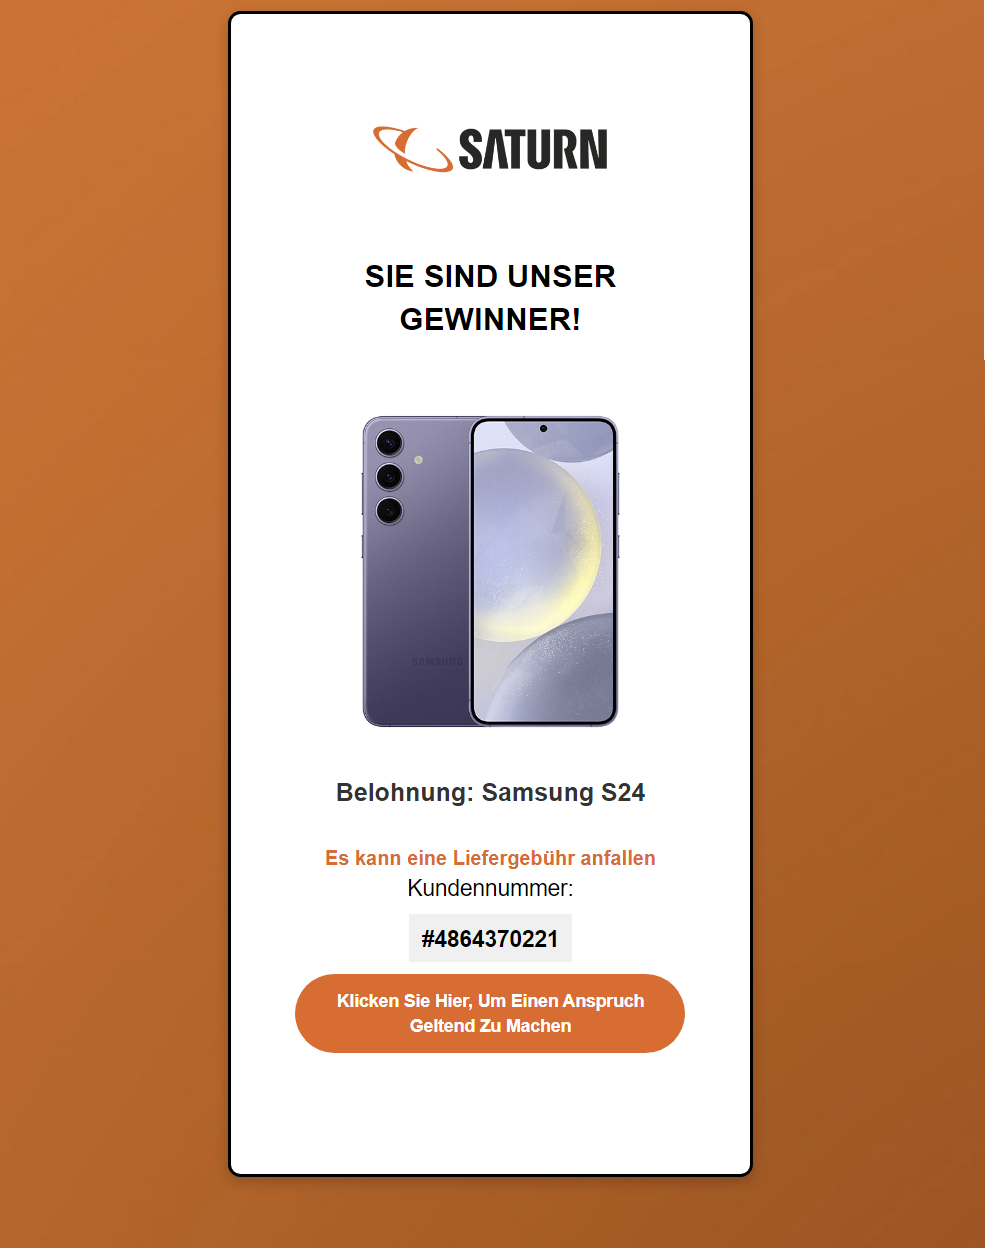 SATURN
SIE SIND UNSER
GEWINNER!
SAMSUNG
Belohnung: Samsung S24
Es kann eine Liefergebühr anfallen
Kundennummer:
#4864370221
Klicken Sie Hier, Um Einen Anspruch
Geltend Zu Machen